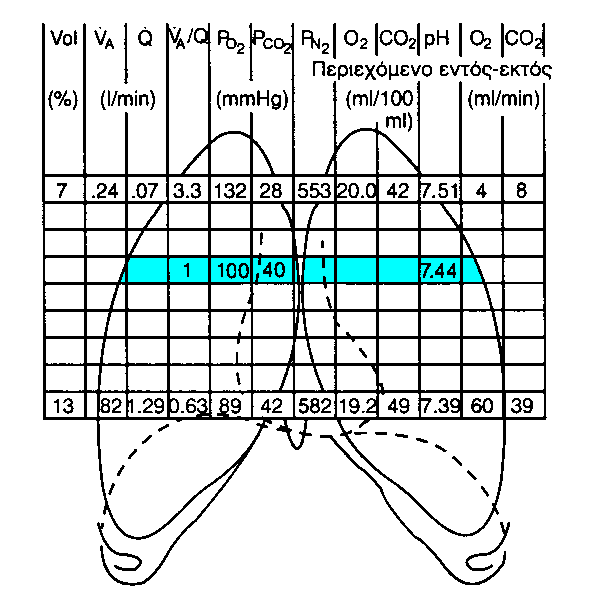 Vol V̇A Q̇ V̇A/Q̇ PO2 PCO2 PN2 O2 CO2 pH O2 CO2
Περιεχόμενο εντός-εκτός
(%) (l/min) (mmHg) (ml/100 (ml/min)
ml)
7 .24 .07 3.3 132 28 553 20.0 42 7.51 4 8
1 100 40 7.44
13 .82 1.29 0.63 89 42 582 19.2 49 7.39 60 39